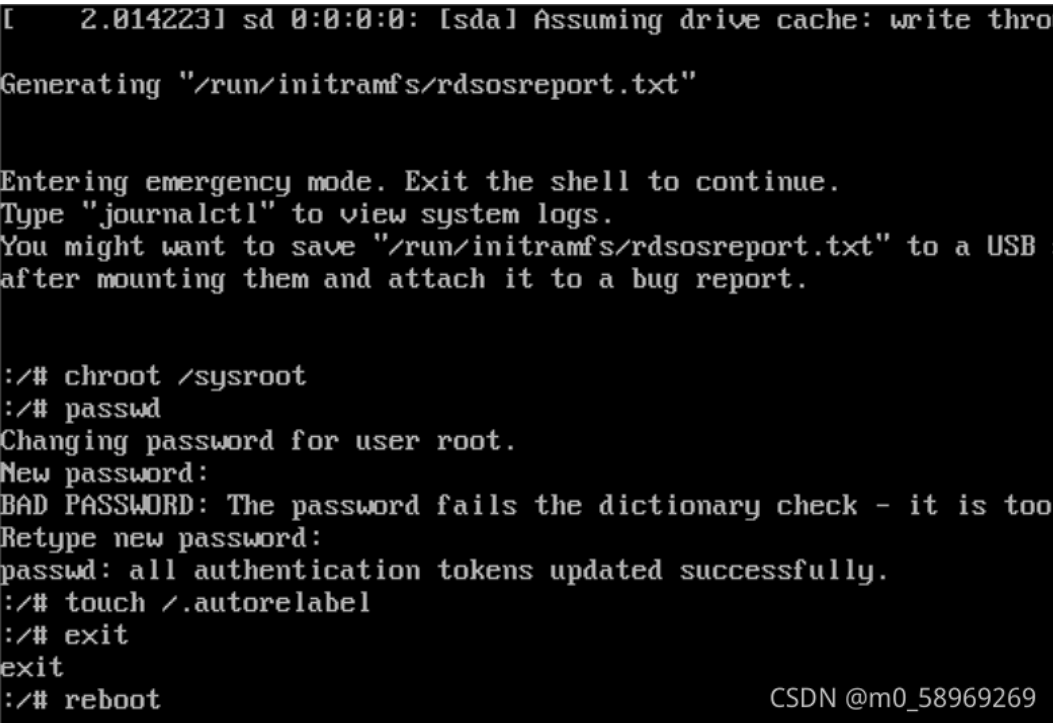 [    2.014223] sd 0:0:0:0: [sda] Assuming drive cache: write thro
Generating "/run/initramfs/rdsosreport.txt"
Entering emergency mode. Exit the shell to continue.
Type "journalctl" to view system logs.
You might want to save "/run/initramfs/rdsosreport.txt" to a USB
after mounting them and attach it to a bug report.
:/# chroot /sysroot
:/# passwd
Changing password for user root.
New password:
BAD PASSWORD: The password fails the dictionary check - it is too
Retype new password:
passwd: all authentication tokens updated successfully.
:/# touch /.autorelabel
:/# exit
exit
:/# reboot
CSDN @m0_58969269